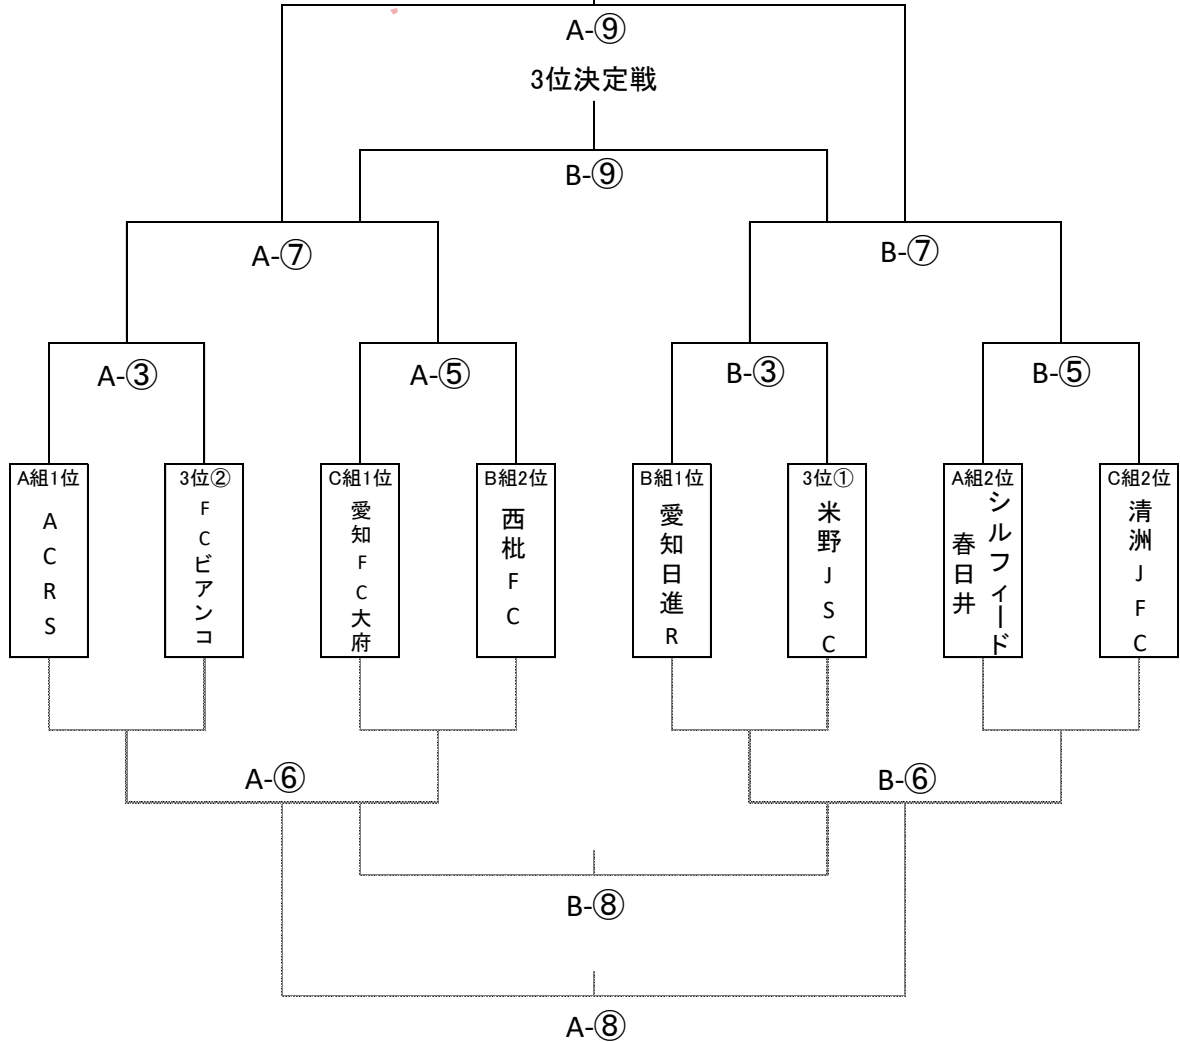 A-⑨
3位決定戦
B-⑨
A-⑦
B-⑦
A-③
A-⑤
B-③
B-⑤
A組1位
ACRS
3位②
FCビアンコ
C組1位
愛知FC大府
B組2位
西枇FC
B組1位
愛知日進R
3位①
米野JSC
A組2位
シルフィード
春日井
C組2位
清洲JFC
A-⑥
B-⑥
B-⑧
A-⑧